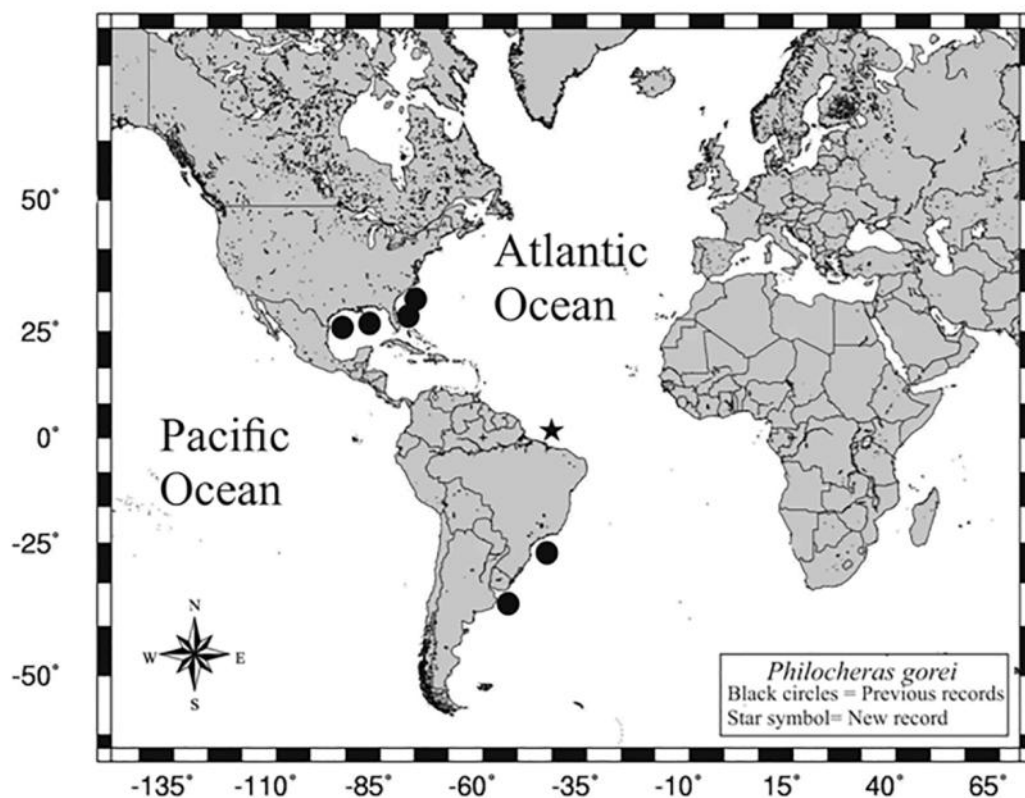 Atlantic
Ocean
Pacific
Ocean
50°
25°
0°
-25°
-50°
N
W E
S
Philocheras gorei
Black circles = Previous records
Star symbol= New record
-135° -110° -85° -60° -35° -10° 15° 40° 65°